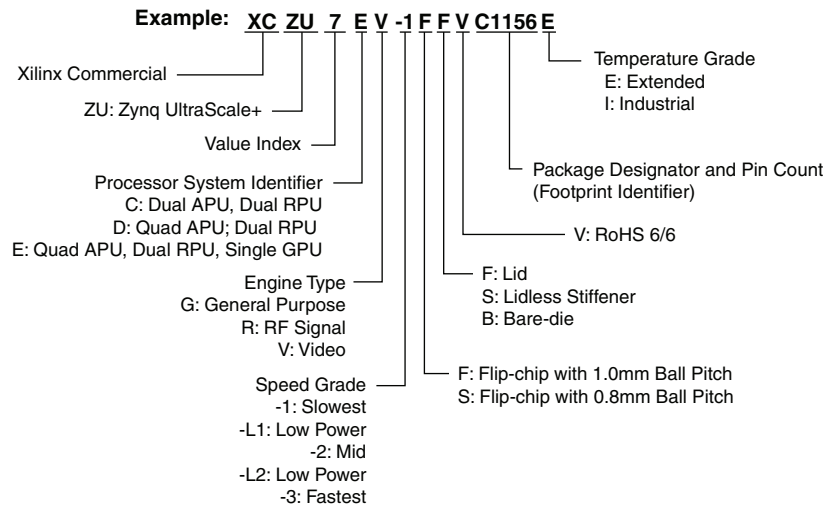 Example: XC ZU 7 E V -1 F F V C1156 E
Xilinx Commercial
ZU: Zynq UltraScale+
Value Index
Processor System Identifier
C: Dual APU, Dual RPU
D: Quad APU; Dual RPU
E: Quad APU, Dual RPU, Single GPU
Engine Type
G: General Purpose
R: RF Signal
V: Video
Speed Grade
-1: Slowest
-L1: Low Power
-2: Mid
-L2: Low Power
-3: Fastest
Temperature Grade
E: Extended
I: Industrial
Package Designator and Pin Count
(Footprint Identifier)
V: RoHS 6/6
F: Lid
S: Lidless Stiffener
B: Bare-die
F: Flip-chip with 1.0mm Ball Pitch
S: Flip-chip with 0.8mm Ball Pitch